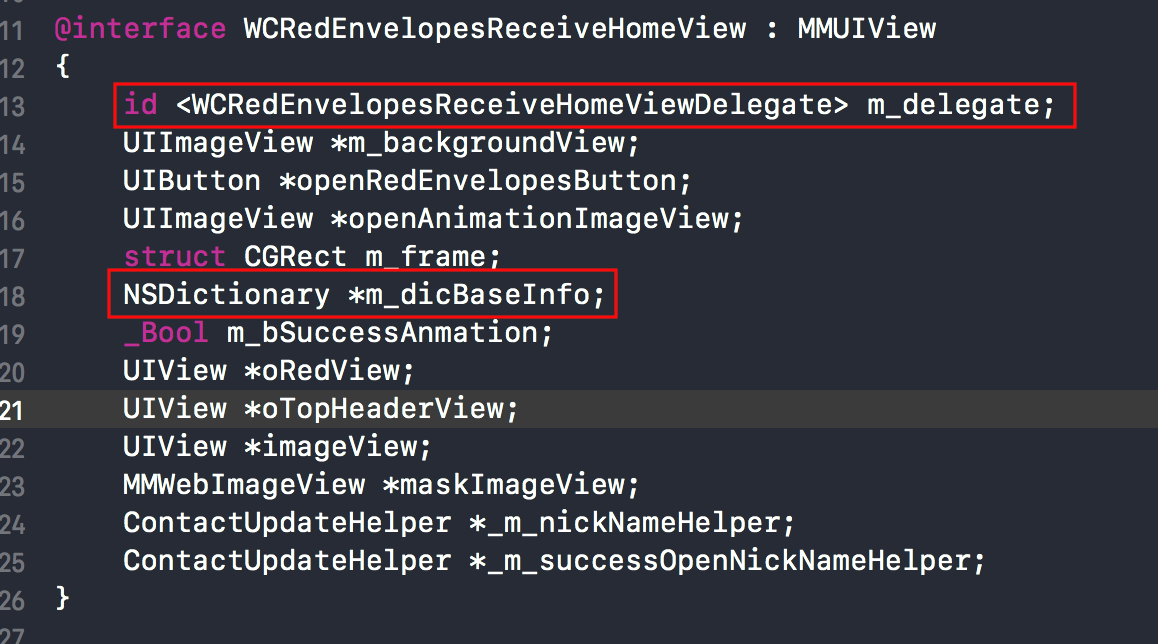 11 @interface WCRedEnvelopesReceiveHomeView : MMUIView
12 {
13 id <WCRedEnvelopesReceiveHomeViewDelegate> m_delegate;
14 UIImageView *m_backgroundView;
15 UIButton *openRedEnvelopesButton;
16 UIImageView *openAnimationImageView;
17 struct CGRect m_frame;
18 NSDictionary *m_dicBaseInfo;
19 _Bool m_bSuccessAnmation;
20 UIView *oRedView;
21 UIView *oTopHeaderView;
22 UIView *imageView;
23 MMWebImageView *maskImageView;
24 ContactUpdateHelper *_m_nickNameHelper;
25 ContactUpdateHelper *_m_successOpenNickNameHelper;
26 }
27